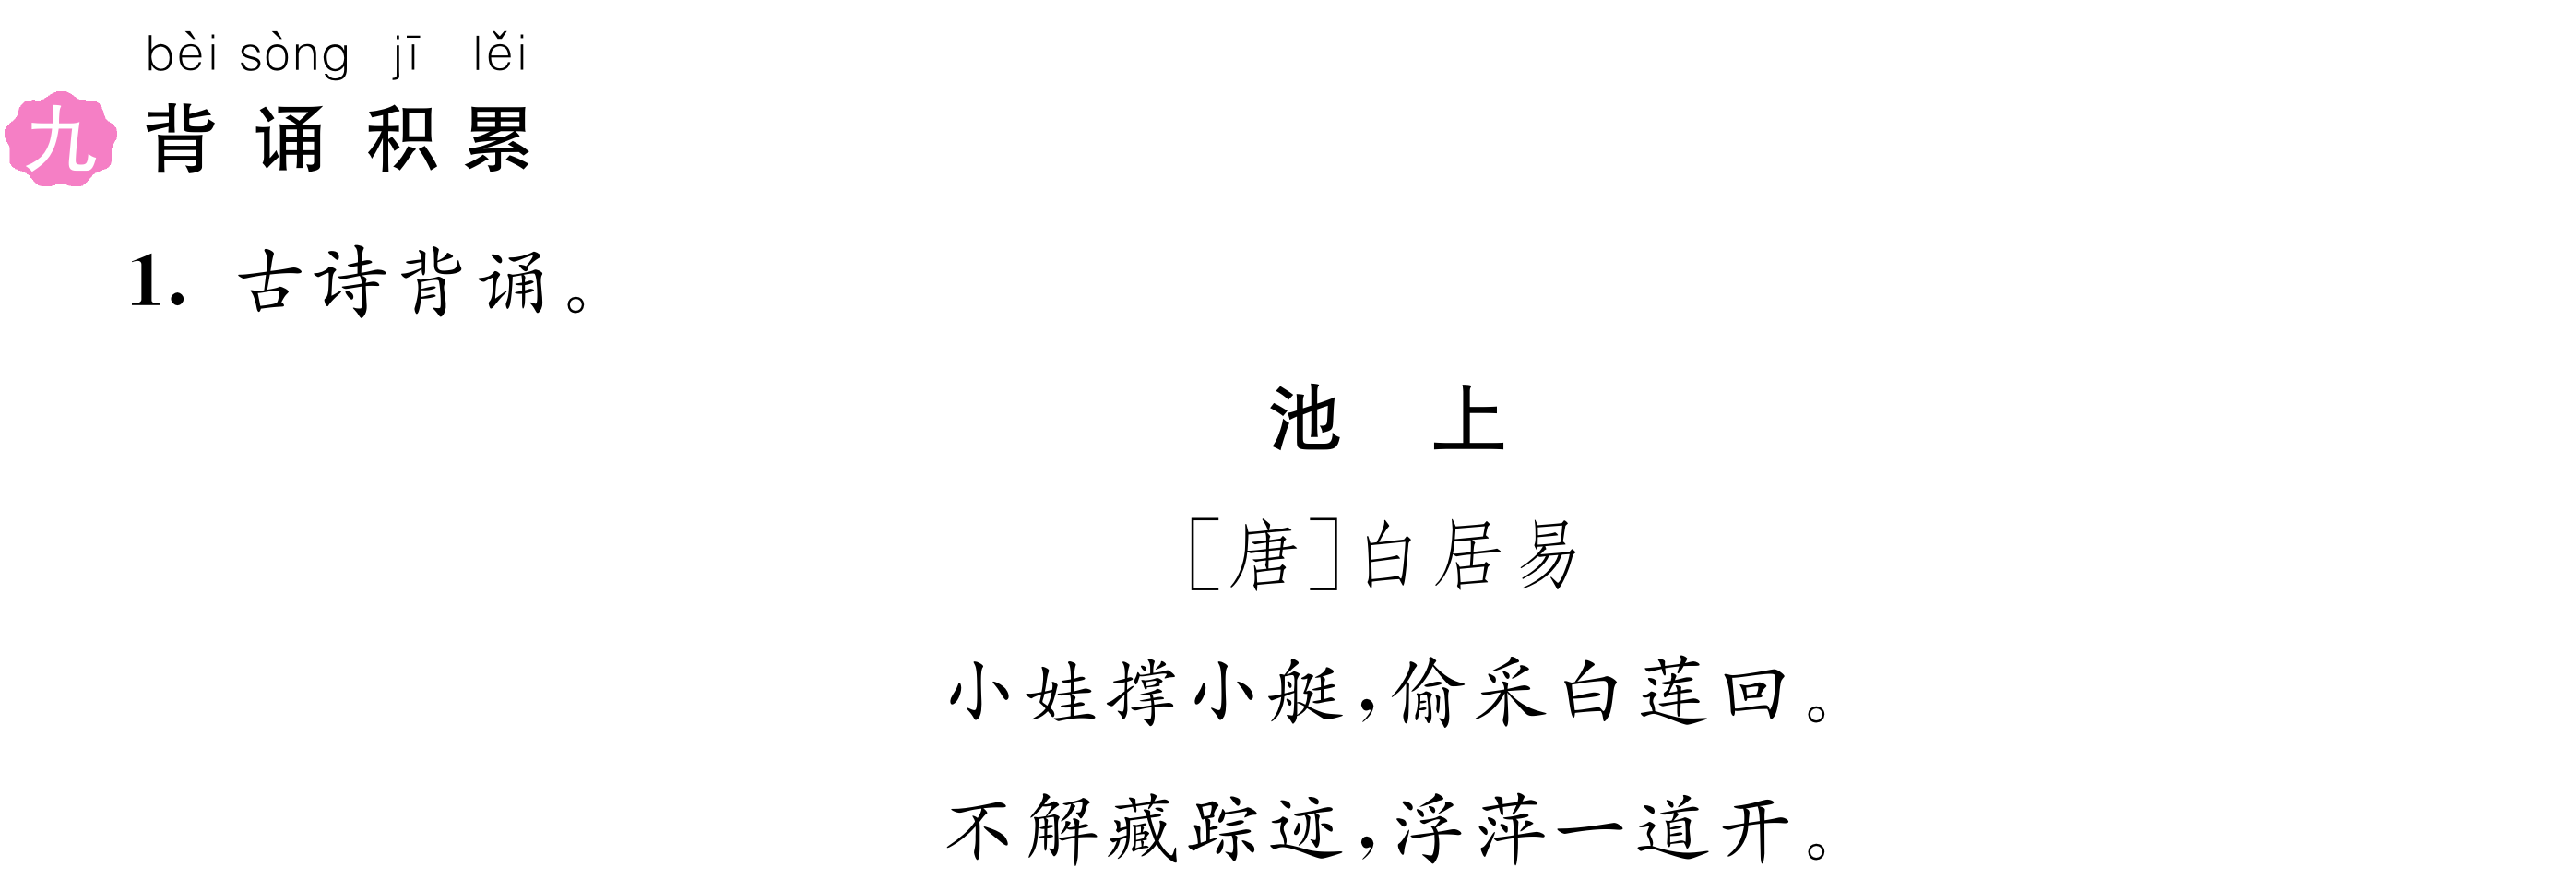 bèi sòng jī lěi
九 背诵积累
1. 古诗背诵。
池 上
[唐]白居易
小娃撑小艇,偷采白莲回。
不解藏踪迹,浮萍一道开。